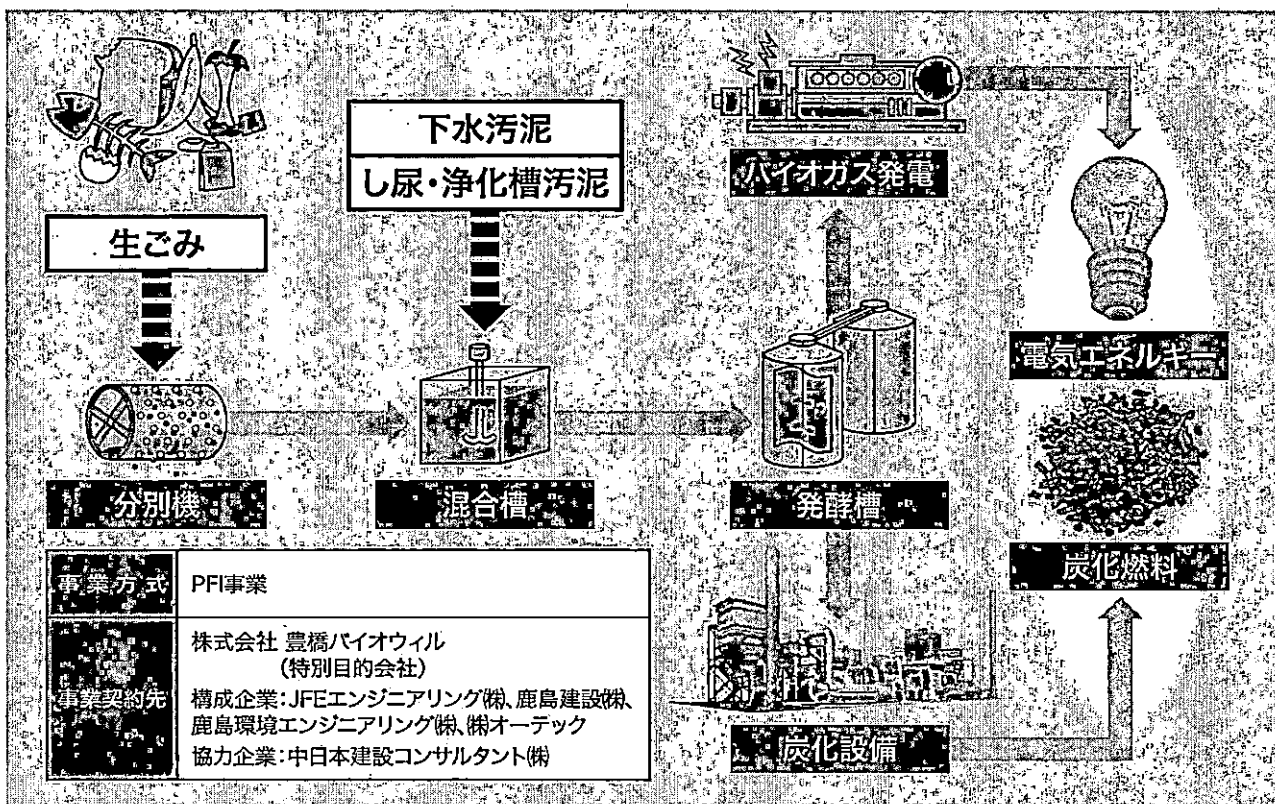 下水汚泥
し尿・浄化槽汚泥
生ごみ
バイオガス発電
電気エネルギー
分別機
混合槽
発酵槽
炭化燃料
炭化設備
事業方式
PFI事業
事業契約先
株式会社 豊橋バイオウィル
(特別目的会社)
構成企業:JFEエンジニアリング㈱、鹿島建設㈱、
鹿島環境エンジニアリング㈱、㈱オーテック
協力企業:中日本建設コンサルタント㈱